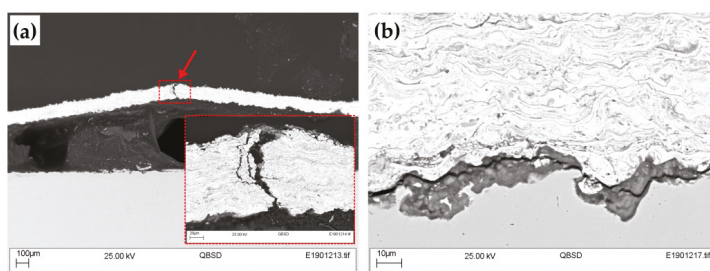 (a)
20μm 25.00 kV QBSD E1901214.tif
100μm 25.00 kV QBSD E1901213.tif
(b)
10μm 25.00 kV QBSD E1901217.tif